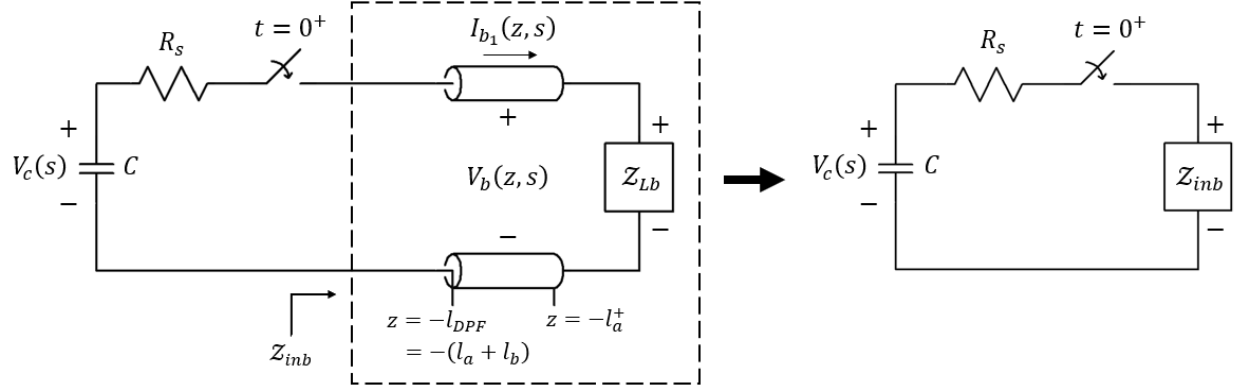 R_s
t = 0^+
I_{b_1}(z, s)
+
V_c(s)
C
−
+
V_b(z, s)
−
+
Z_{Lb}
−
z = −l_{DPF}
= −(l_a + l_b)
z = −l_a^+
Z_{inb}
R_s
t = 0^+
+
V_c(s)
C
−
+
Z_{inb}
−